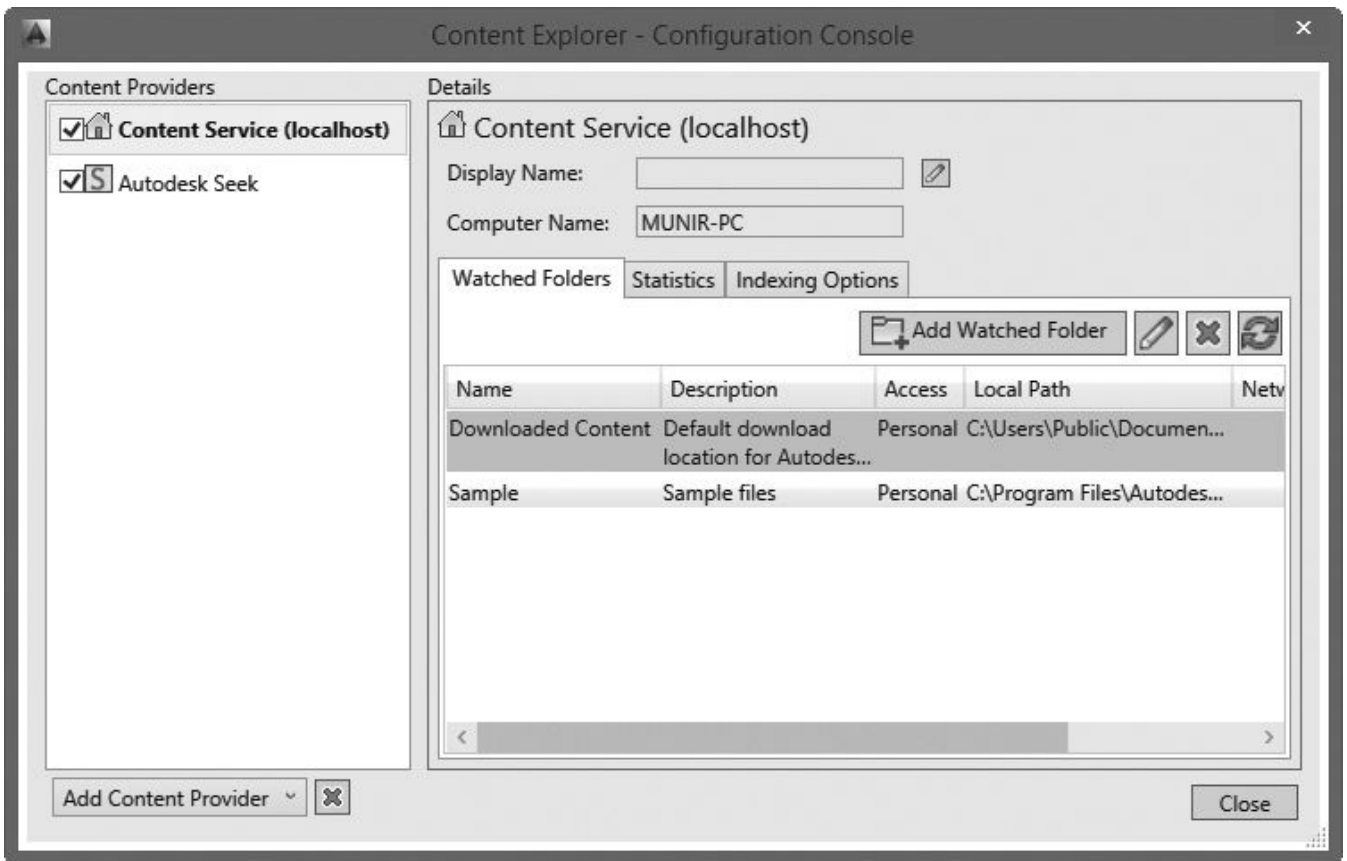 Content Explorer - Configuration Console
Content Providers
Content Service (localhost)
Autodesk Seek
Add Content Provider
Details
Content Service (localhost)
Display Name:
Computer Name: MUNIR-PC
Watched Folders Statistics Indexing Options
Add Watched Folder
Name Description Access Local Path Netw
Downloaded Content Default download Personal C:\Users\Public\Documen...
location for Autodes...
Sample Sample files Personal C:\Program Files\Autodes...
Close